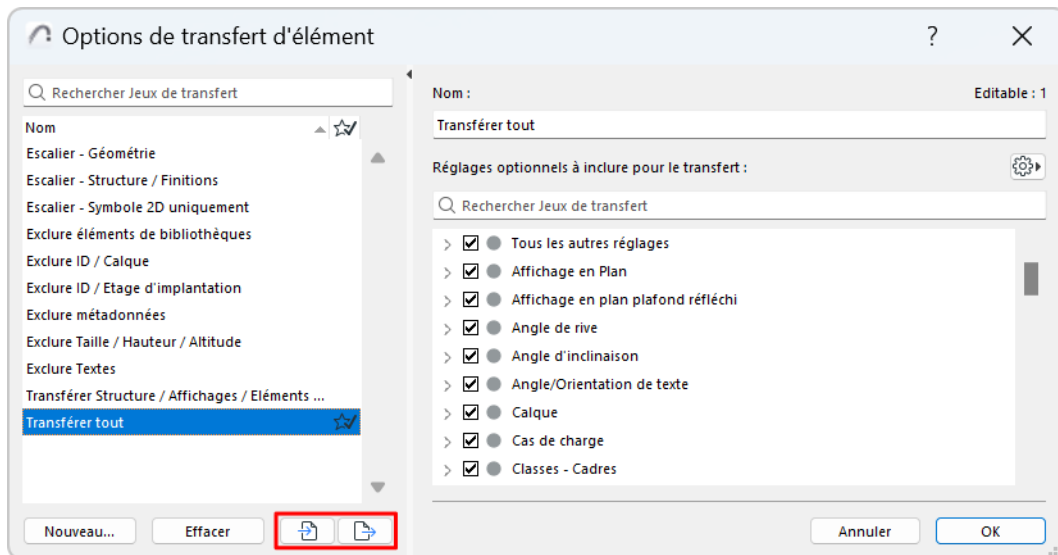 Options de transfert d'élément
?
Rechercher Jeux de transfert
Nom
Escalier - Géométrie
Escalier - Structure / Finitions
Escalier - Symbole 2D uniquement
Exclure éléments de bibliothèques
Exclure ID / Calque
Exclure ID / Etage d'implantation
Exclure métadonnées
Exclure Taille / Hauteur / Altitude
Exclure Textes
Transférer Structure / Affichages / Eléments ...
Transférer tout
Nouveau...
Effacer
Nom :
Editable : 1
Transférer tout
Réglages optionnels à inclure pour le transfert :
Rechercher Jeux de transfert
Tous les autres réglages
Affichage en Plan
Affichage en plan plafond réfléchi
Angle de rive
Angle d'inclinaison
Angle/Orientation de texte
Calque
Cas de charge
Classes - Cadres
Annuler
OK